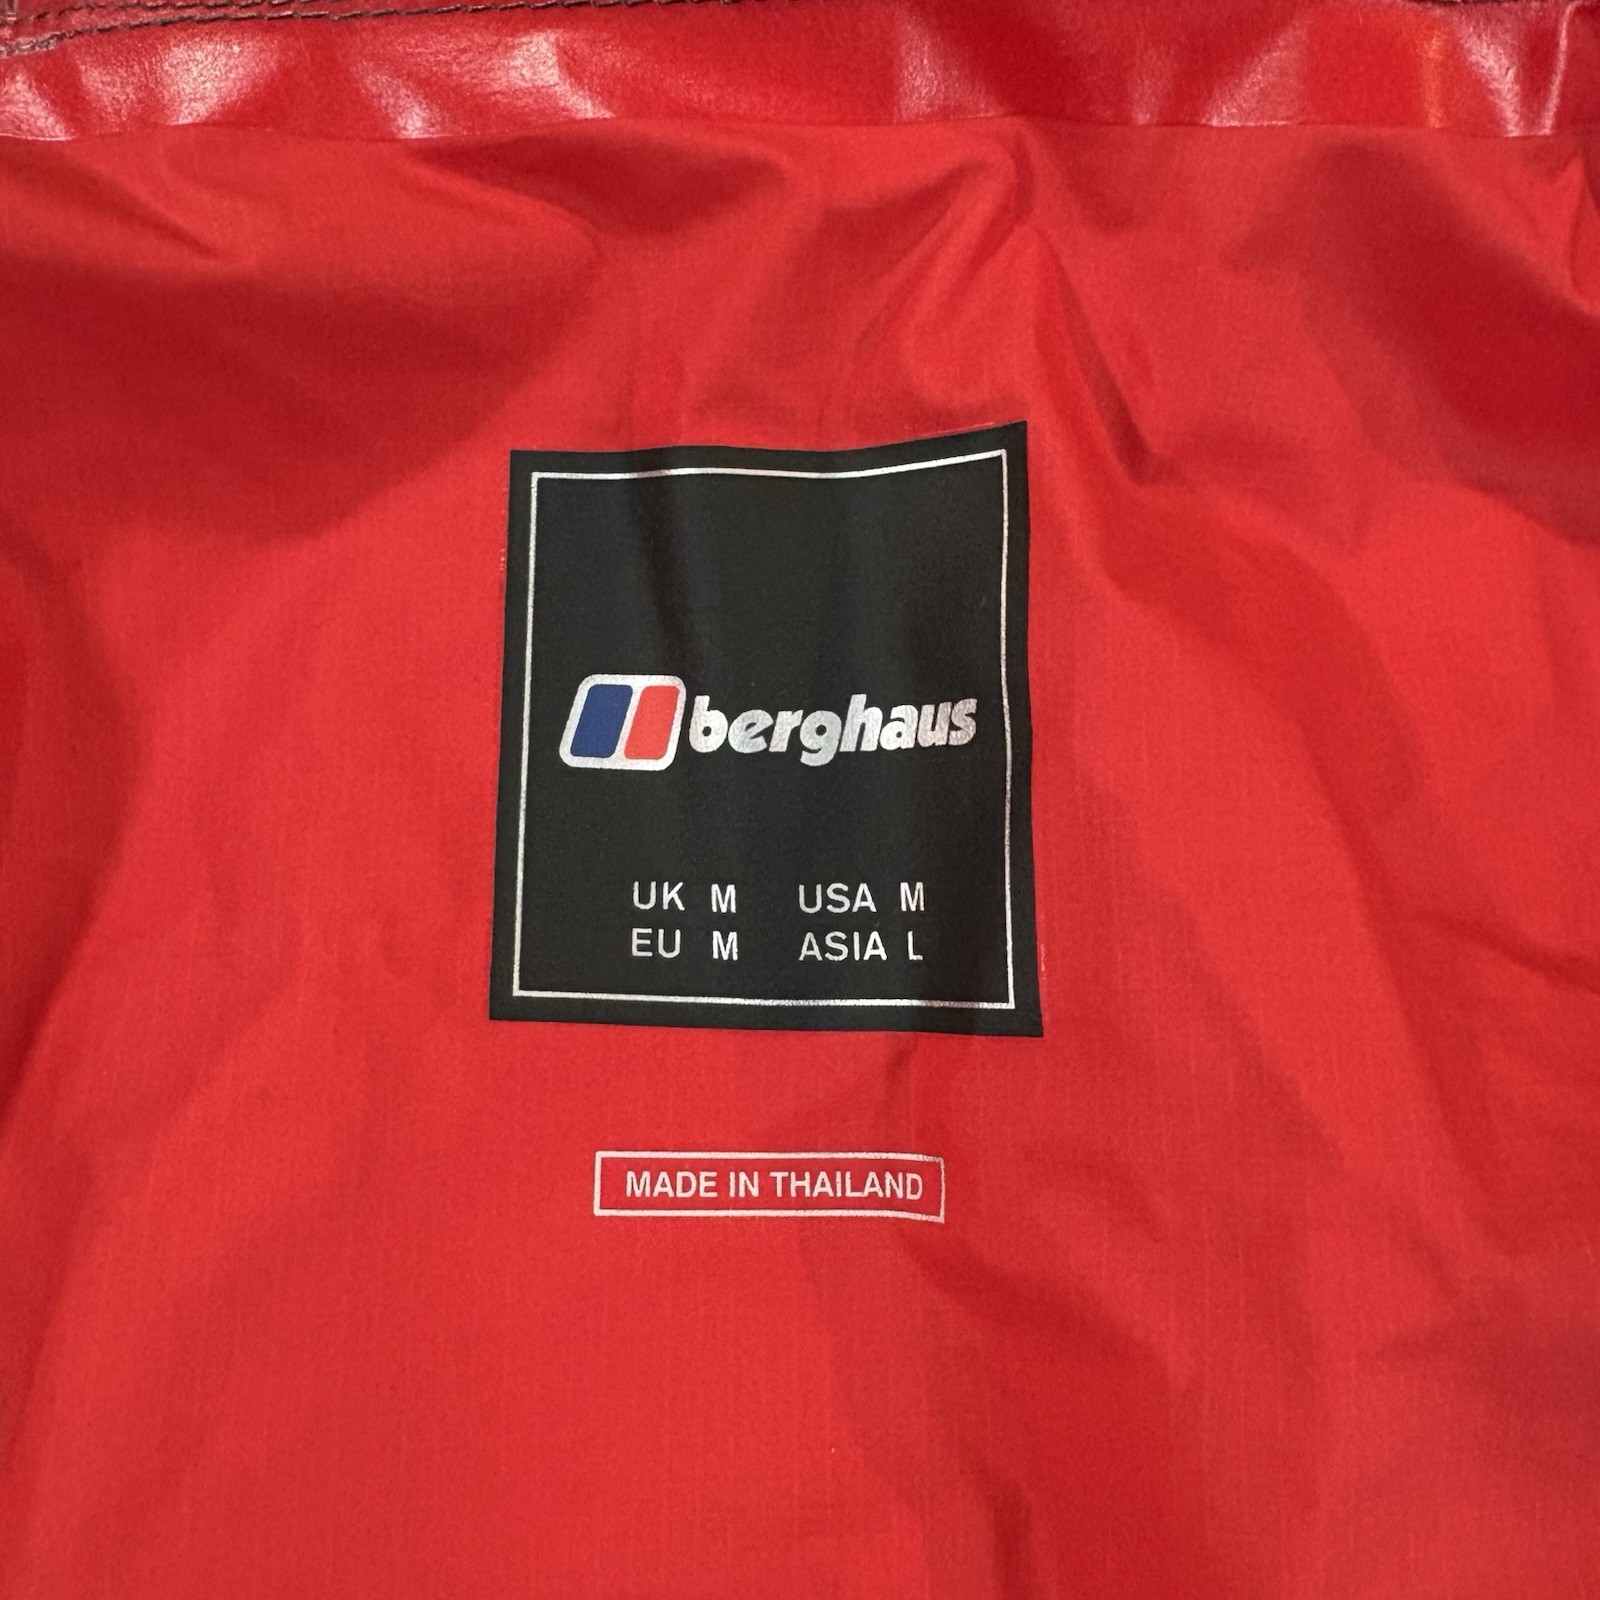 berghaus
UK M USA M
EU M ASIA L
MADE IN THAILAND